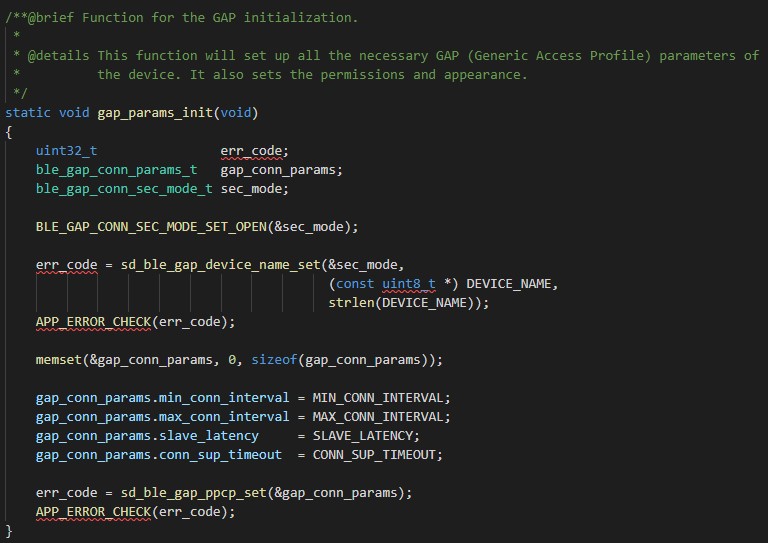 /**@brief Function for the GAP initialization.
 *
 * @details This function will set up all the necessary GAP (Generic Access Profile) parameters of
 *          the device. It also sets the permissions and appearance.
 */
static void gap_params_init(void)
{
    uint32_t                err_code;
    ble_gap_conn_params_t   gap_conn_params;
    ble_gap_conn_sec_mode_t sec_mode;

    BLE_GAP_CONN_SEC_MODE_SET_OPEN(&sec_mode);

    err_code = sd_ble_gap_device_name_set(&sec_mode,
                                          (const uint8_t *) DEVICE_NAME,
                                          strlen(DEVICE_NAME));
    APP_ERROR_CHECK(err_code);

    memset(&gap_conn_params, 0, sizeof(gap_conn_params));

    gap_conn_params.min_conn_interval = MIN_CONN_INTERVAL;
    gap_conn_params.max_conn_interval = MAX_CONN_INTERVAL;
    gap_conn_params.slave_latency     = SLAVE_LATENCY;
    gap_conn_params.conn_sup_timeout  = CONN_SUP_TIMEOUT;

    err_code = sd_ble_gap_ppcp_set(&gap_conn_params);
    APP_ERROR_CHECK(err_code);
}